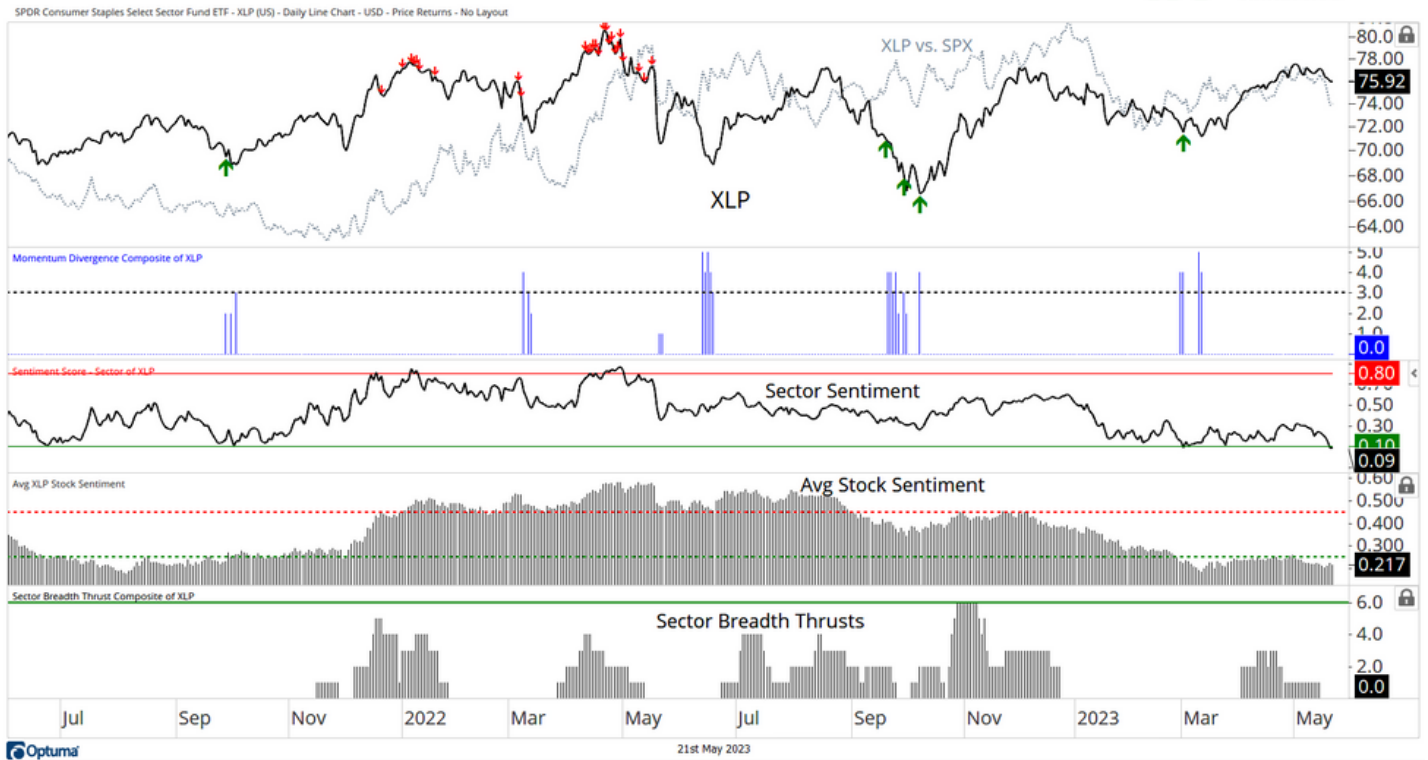 SPDR Consumer Staples Select Sector Fund ETF - XLP (US) - Daily Line Chart - USD - Price Returns - No Layout
XLP vs. SPX
XLP
80.0
78.00
75.92
74.00
72.00
70.00
68.00
66.00
64.00
Momentum Divergence Composite of XLP
5.0
4.0
3.0
2.0
1.0
0.0
Sentiment Score - Sector of XLP
Sector Sentiment
0.80
0.70
0.50
0.30
0.10
0.09
Avg XLP Stock Sentiment
Avg Stock Sentiment
0.60
0.500
0.400
0.300
0.217
Sector Breadth Thrust Composite of XLP
Sector Breadth Thrusts
6.0
4.0
2.0
0.0
Jul Sep Nov 2022 Mar May Jul Sep Nov 2023 Mar May
Optuma
21st May 2023